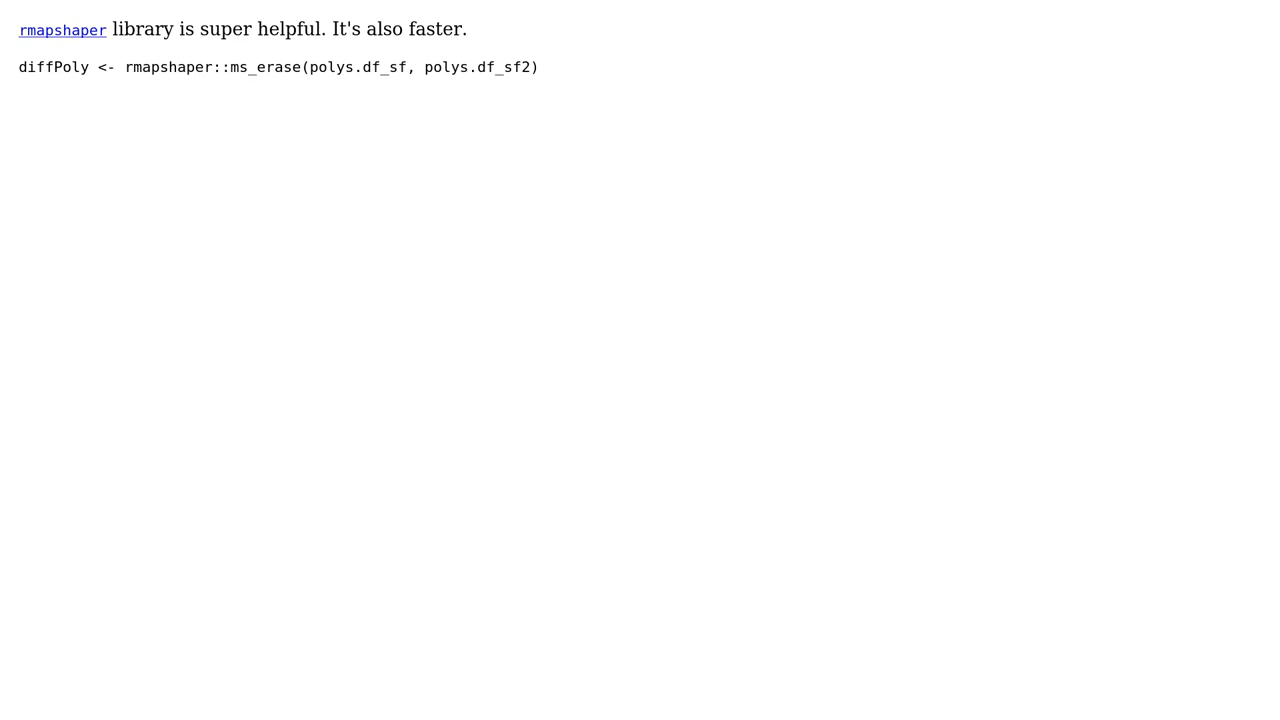 rmapshaper library is super helpful. It's also faster.
diffPoly <- rmapshaper::ms_erase(polys.df_sf, polys.df_sf2)